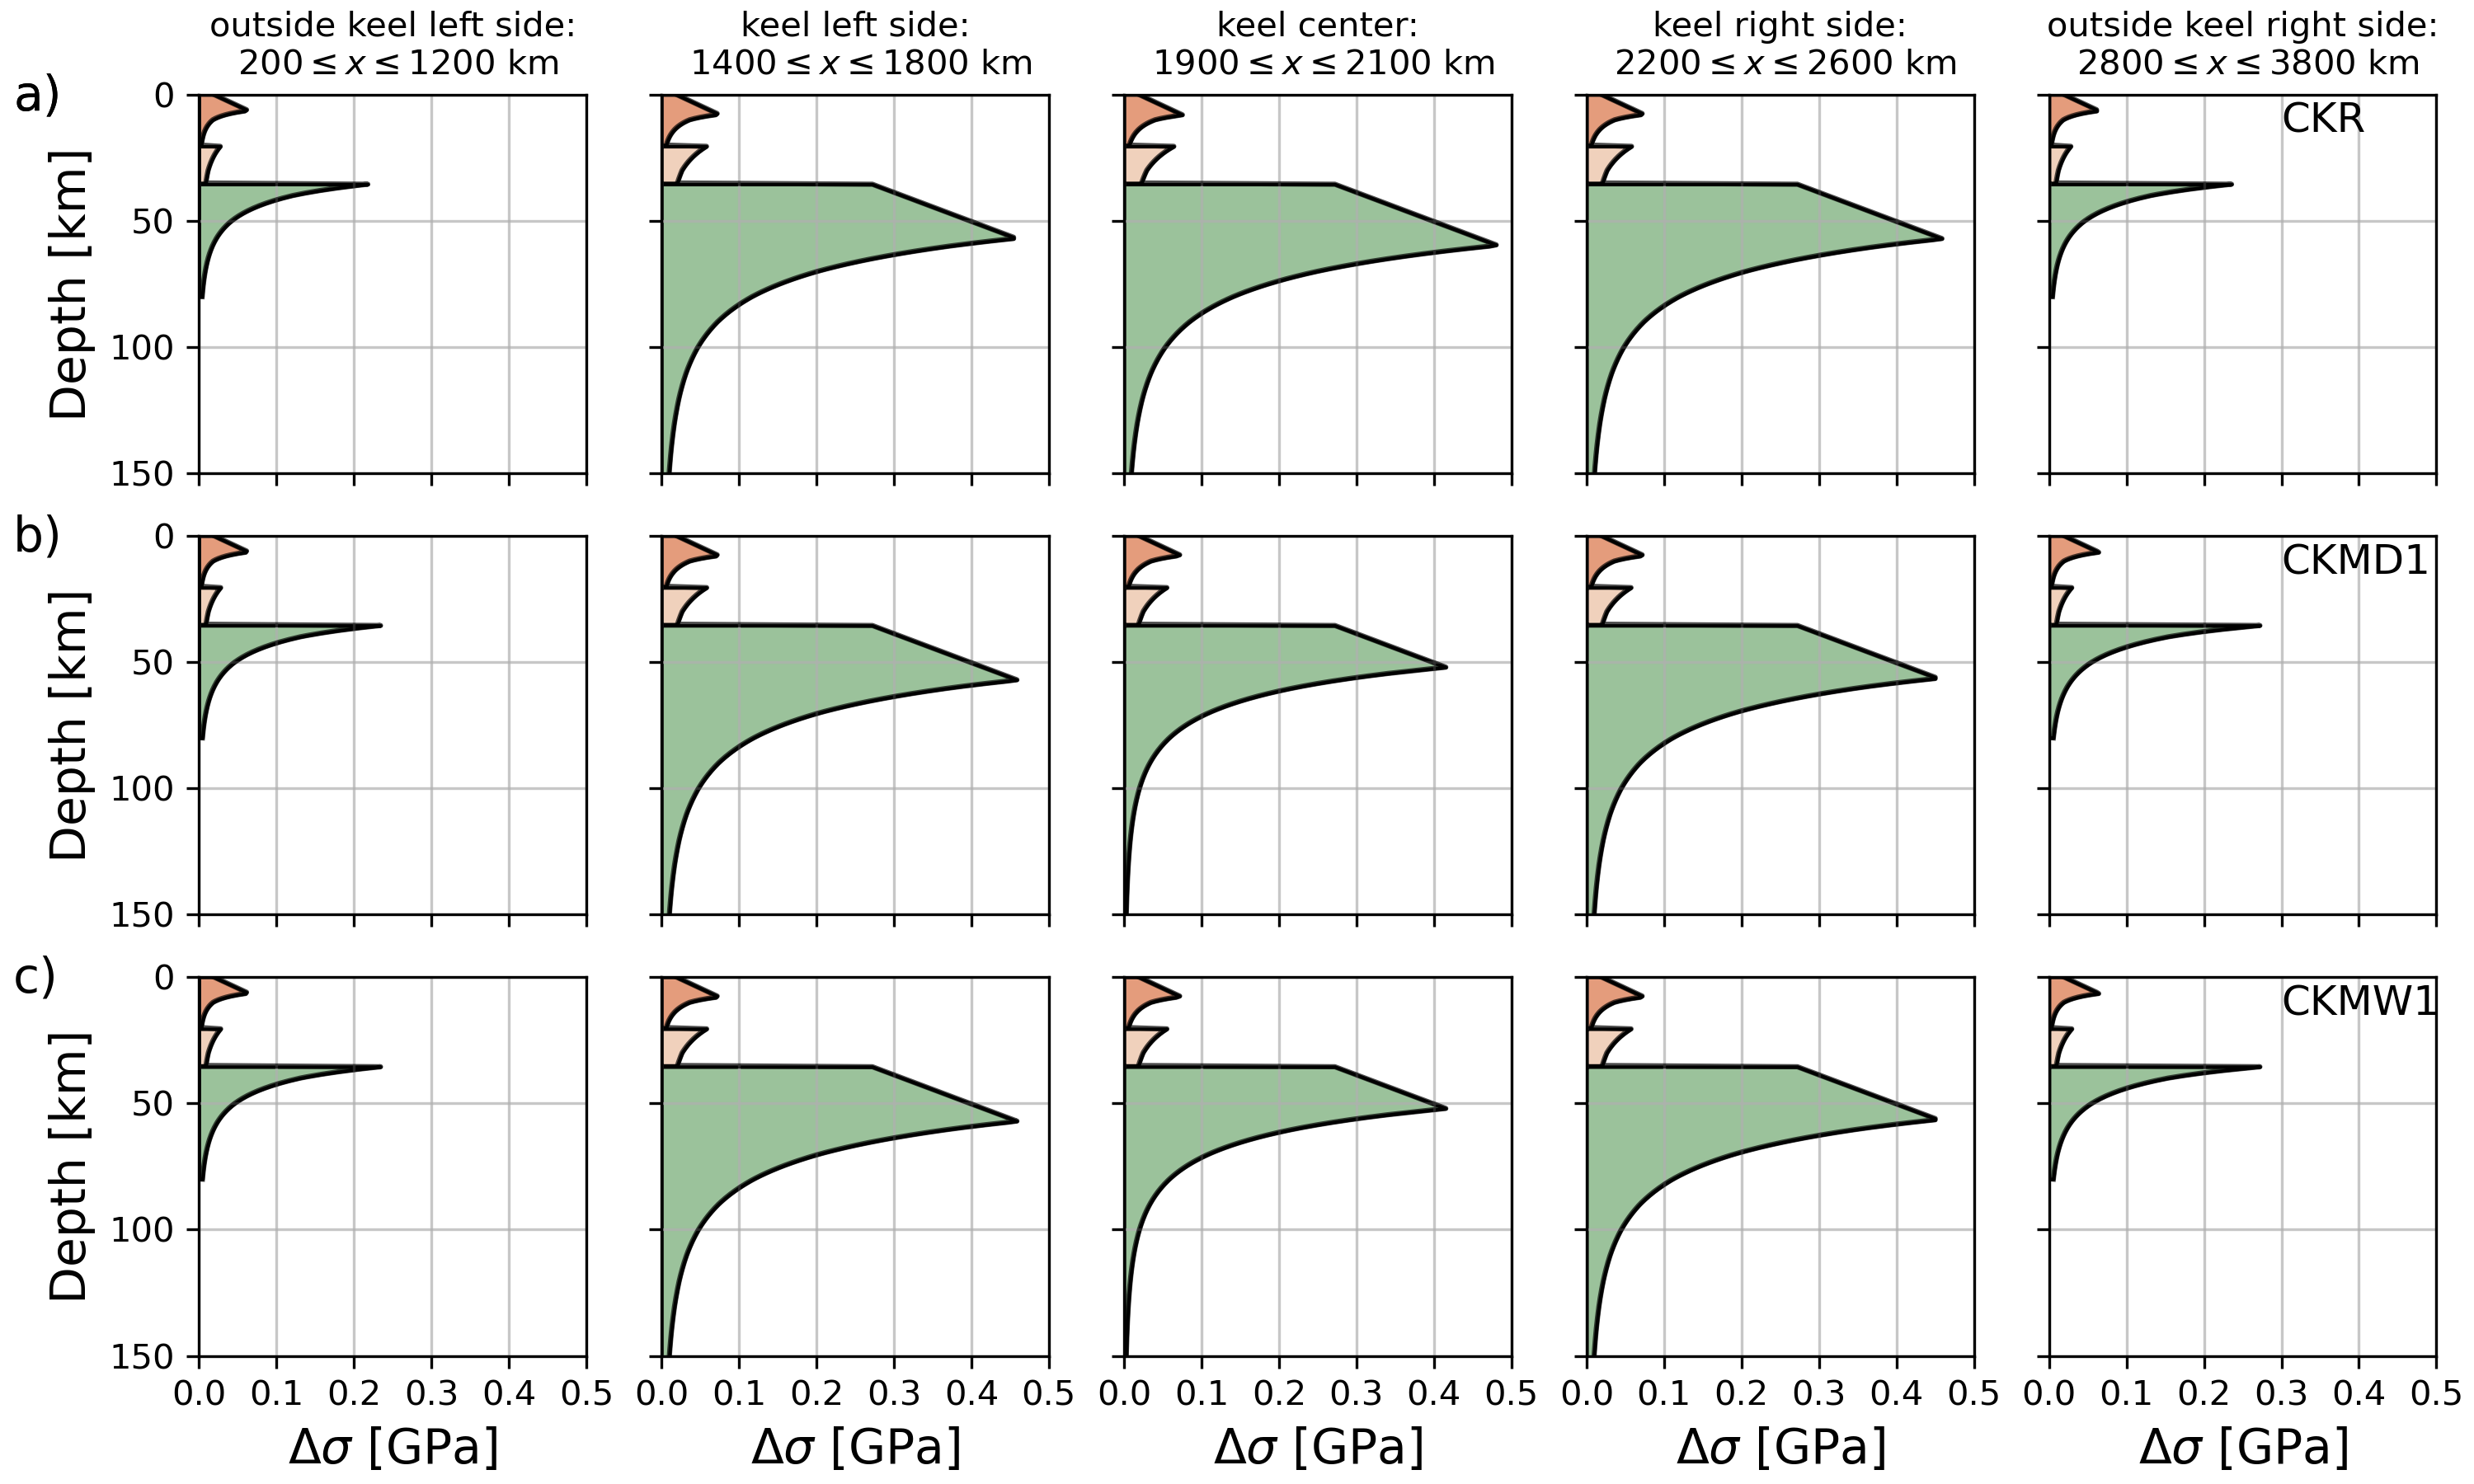 outside keel left side:
200 ≤ x ≤ 1200 km
keel left side:
1400 ≤ x ≤ 1800 km
keel center:
1900 ≤ x ≤ 2100 km
keel right side:
2200 ≤ x ≤ 2600 km
outside keel right side:
2800 ≤ x ≤ 3800 km
a)
Depth [km]
0
50
100
150
CKR
b)
Depth [km]
0
50
100
150
CKMD1
c)
Depth [km]
0
50
100
150
CKMW1
0.0 0.1 0.2 0.3 0.4 0.5
0.0 0.1 0.2 0.3 0.4 0.5
0.0 0.1 0.2 0.3 0.4 0.5
0.0 0.1 0.2 0.3 0.4 0.5
0.0 0.1 0.2 0.3 0.4 0.5
Δσ [GPa]
Δσ [GPa]
Δσ [GPa]
Δσ [GPa]
Δσ [GPa]